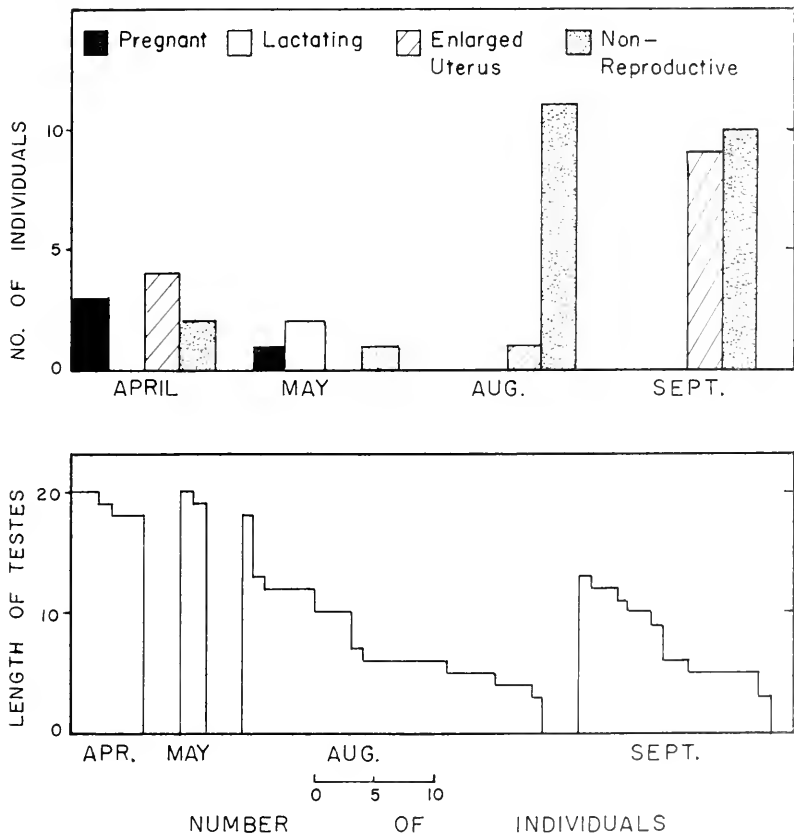 Pregnant Lactating Enlarged Uterus Non-Reproductive
NO. OF INDIVIDUALS
10
5
0
APRIL MAY AUG. SEPT.
LENGTH OF TESTES
20
10
0
APR. MAY AUG. SEPT.
0 5 10
NUMBER OF INDIVIDUALS